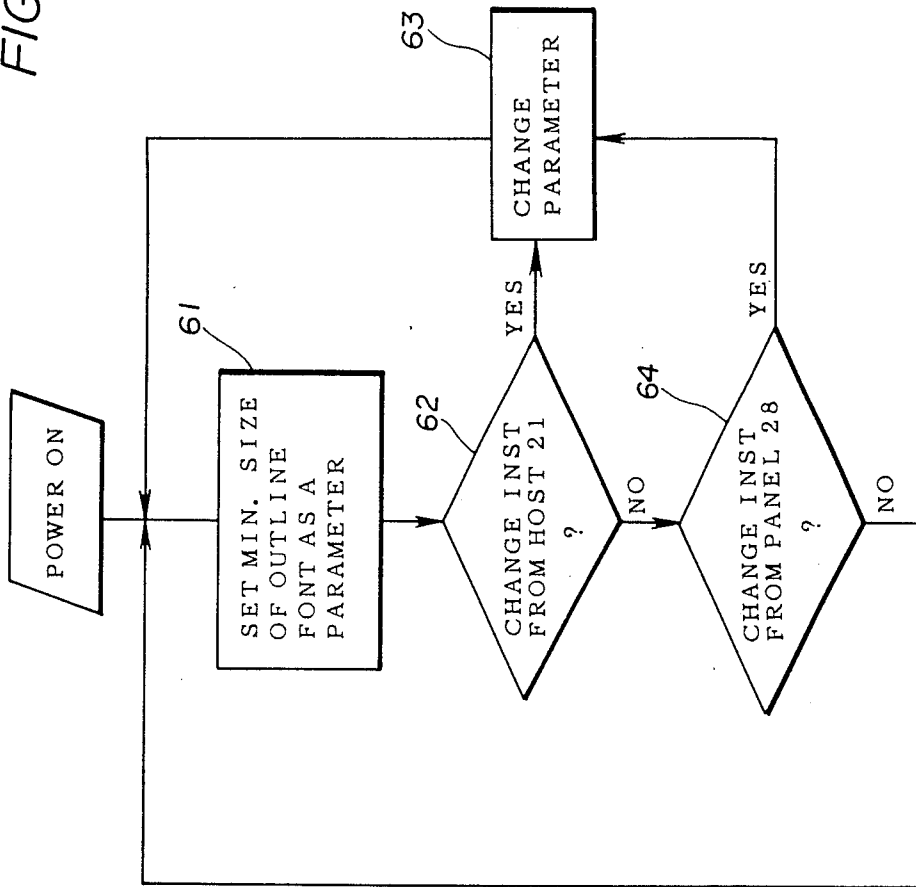 FIG
POWER ON
61
SET MIN. SIZE
OF OUTLINE
FONT AS A
PARAMETER
62
CHANGE INST
FROM HOST 21
?
YES
NO
63
CHANGE
PARAMETER
64
CHANGE INST
FROM PANEL 28
?
YES
NO